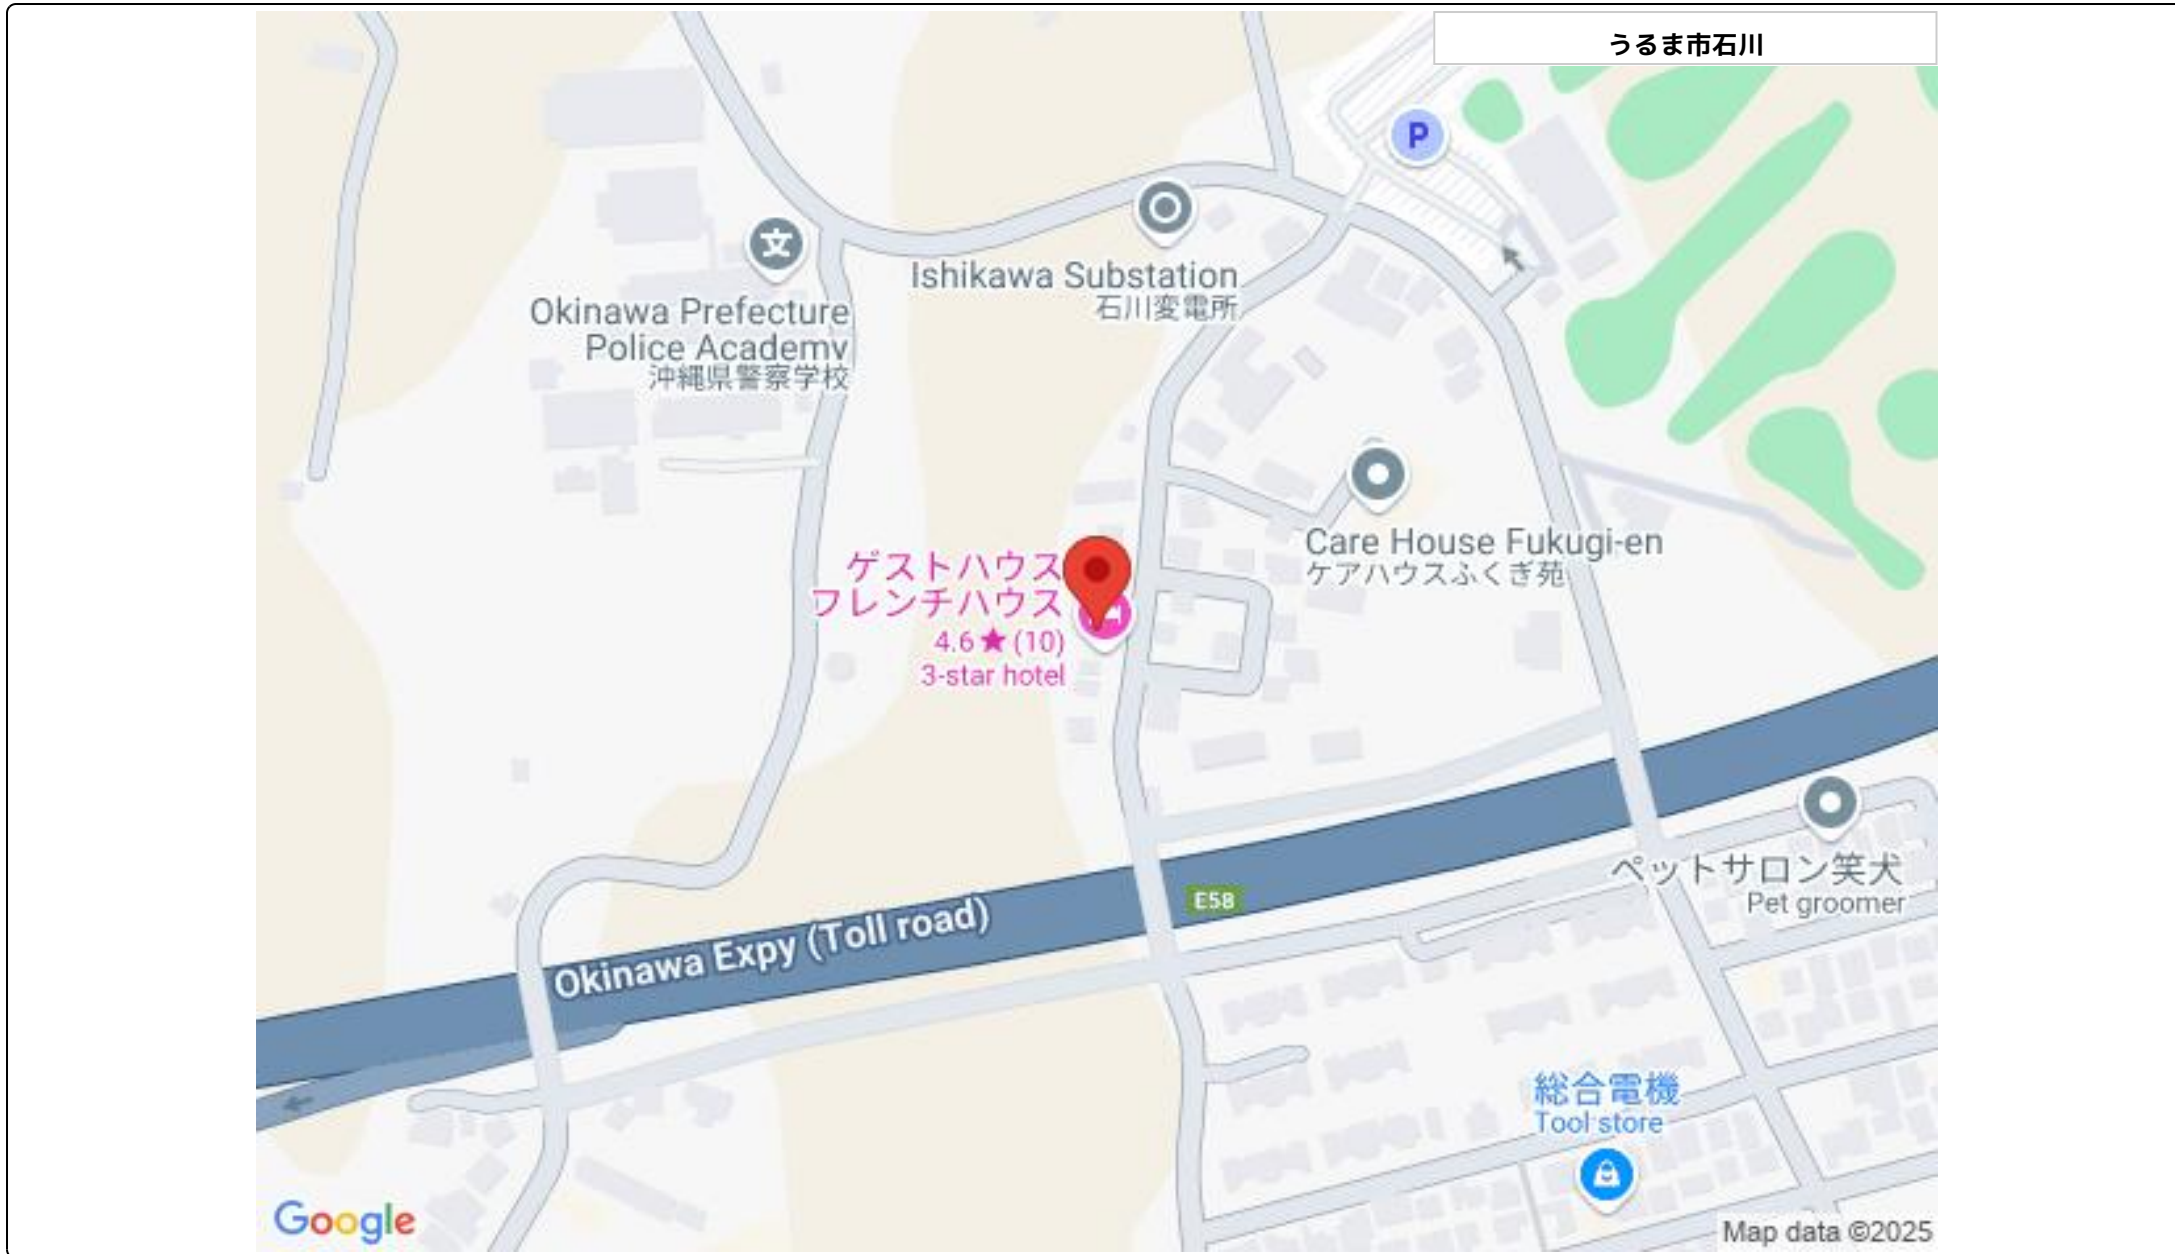 うるま市石川
P
文
Ishikawa Substation
石川変電所
Okinawa Prefecture
Police Academy
沖縄県警察学校
Care House Fukugi-en
ケアハウスふくぎ苑
ゲストハウス
フレンチハウス
4.6★(10)
3-star hotel
ペットサロン笑犬
Pet groomer
E58
Okinawa Expy (Toll road)
総合電機
Tool store
Google
Map data ©2025